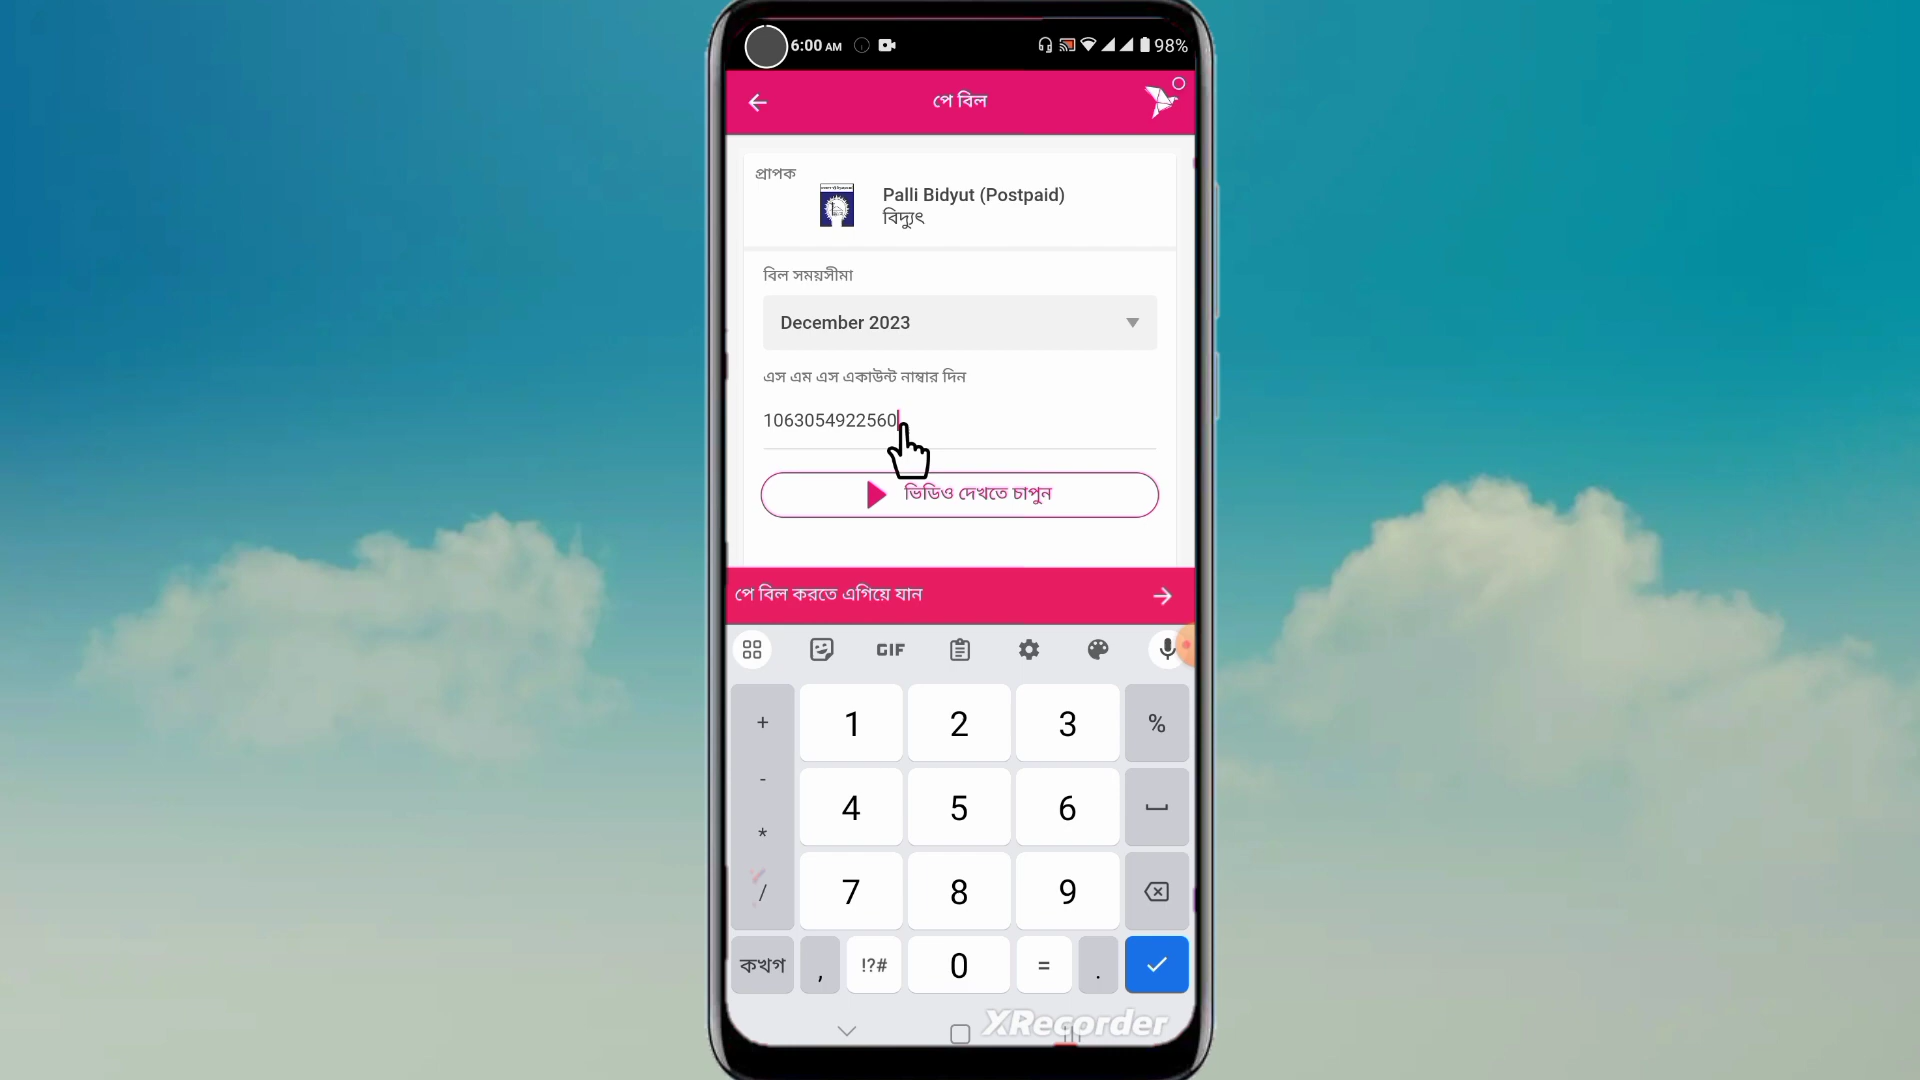 6:00 AM
98%
পে বিল
প্রাপক
Palli Bidyut (Postpaid)
বিদ্যুৎ
বিল সময়সীমা
December 2023
এস এম এস একাউন্ট নাম্বার দিন
1063054922560
ভিডিও দেখতে চাপুন
পে বিল করতে এগিয়ে যান
GIF
+ 1 2 3 %
- 4 5 6
*
/ 7 8 9
কখগ , !?# 0 = .
XRecorder